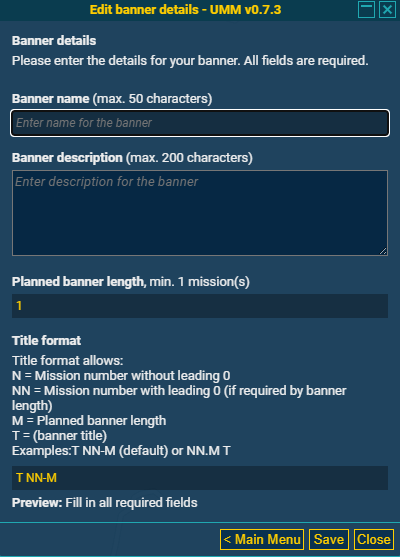 Edit banner details - UMM v0.7.3
Banner details
Please enter the details for your banner. All fields are required.
Banner name (max. 50 characters)
Enter name for the banner
Banner description (max. 200 characters)
Enter description for the banner
Planned banner length, min. 1 mission(s)
1
Title format
Title format allows:
N = Mission number without leading 0
NN = Mission number with leading 0 (if required by banner
length)
M = Planned banner length
T = (banner title)
Examples:T NN-M (default) or NN.M T
T NN-M
Preview: Fill in all required fields
< Main Menu Save Close